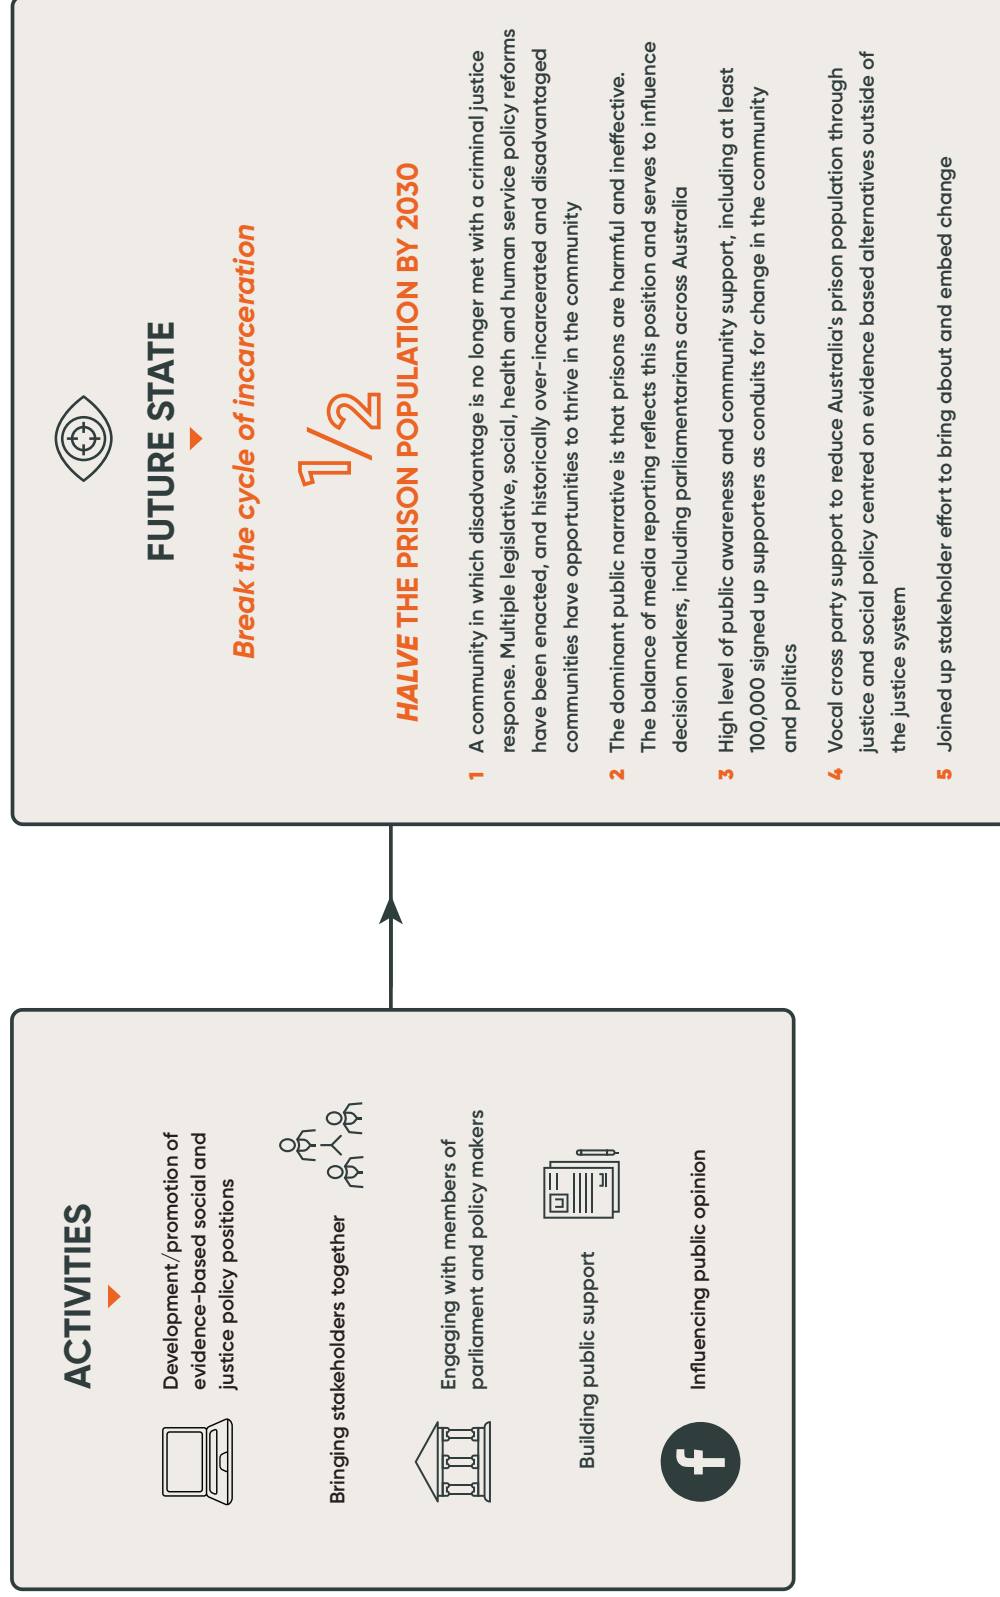 ACTIVITIES
Development/promotion of
evidence-based social and
justice policy positions
Bringing stakeholders together
Engaging with members of
parliament and policy makers
Building public support
f
Influencing public opinion
FUTURE STATE
Break the cycle of incarceration
1/2
HALVE THE PRISON POPULATION BY 2030
1 A community in which disadvantage is no longer met with a criminal justice
response. Multiple legislative, social, health and human service policy reforms
have been enacted, and historically over-incarcerated and disadvantaged
communities have opportunities to thrive in the community
2 The dominant public narrative is that prisons are harmful and ineffective.
The balance of media reporting reflects this position and serves to influence
decision makers, including parliamentarians across Australia
3 High level of public awareness and community support, including at least
100,000 signed up supporters as conduits for change in the community
and politics
4 Vocal cross party support to reduce Australia's prison population through
justice and social policy centred on evidence based alternatives outside of
the justice system
5 Joined up stakeholder effort to bring about and embed change